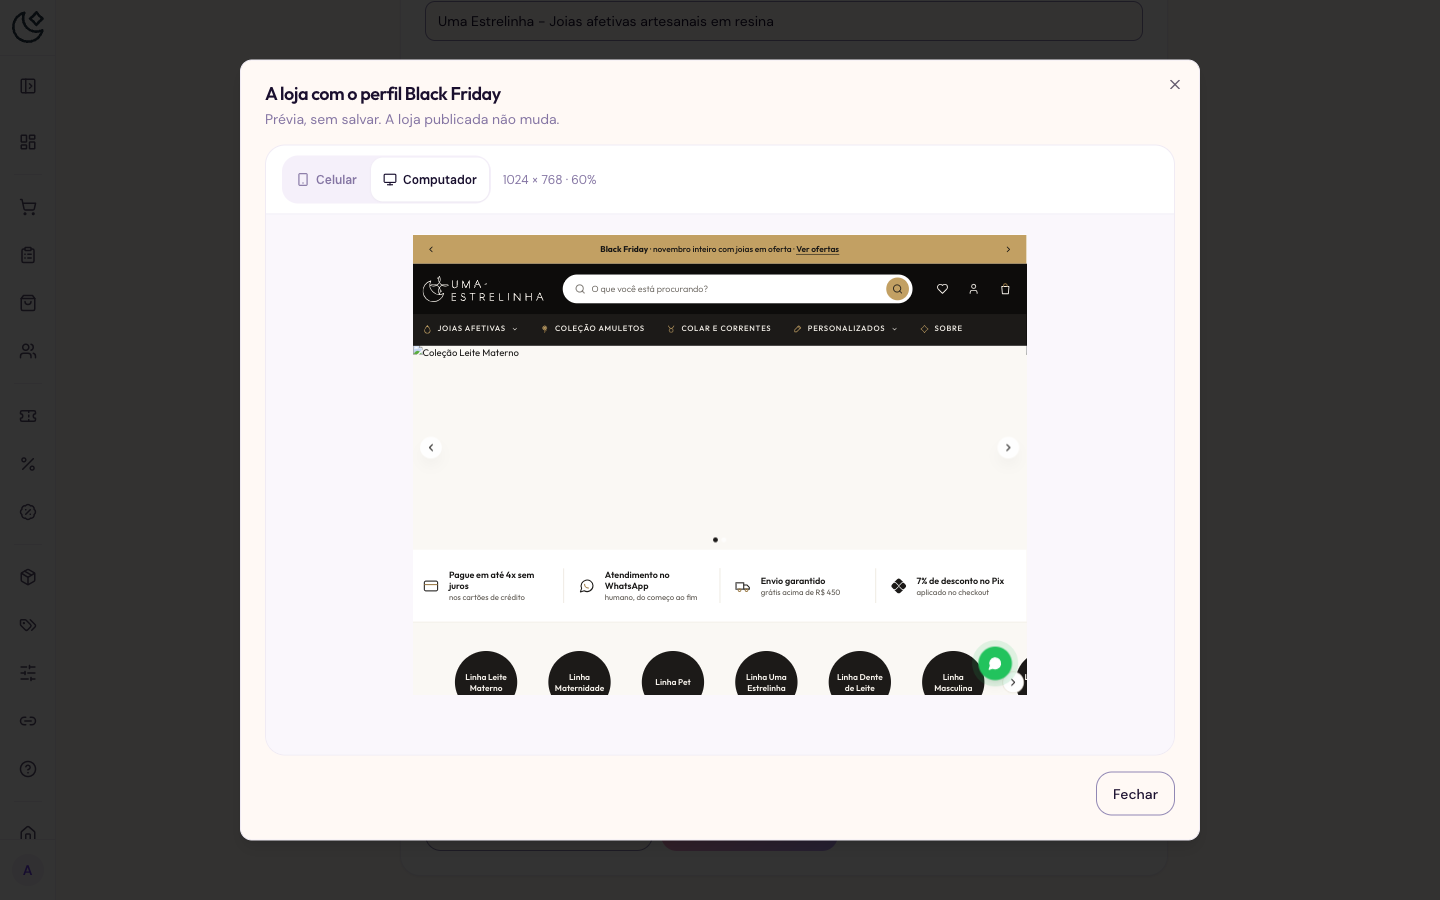 Uma Estrelinha - Joias afetivas artesanais em resina
A loja com o perfil Black Friday
Prévia, sem salvar. A loja publicada não muda.
Celular
Computador
1024 × 768 · 60%
Black Friday · novembro inteiro com joias em oferta · Ver ofertas
UMA
ESTRELINHA
O que você está procurando?
JOIAS AFETIVAS
COLEÇÃO AMULETOS
COLAR E CORRENTES
PERSONALIZADOS
SOBRE
Coleção Leite Materno
Pague em até 4x sem
juros
nos cartões de crédito
Atendimento no
WhatsApp
humano, do começo ao fim
Envio garantido
grátis acima de R$ 450
7% de desconto no Pix
aplicado no checkout
Linha Leite
Materno
Linha
Maternidade
Linha Pet
Linha Uma
Estrelinha
Linha Dente
de Leite
Linha
Masculina
Fechar
A